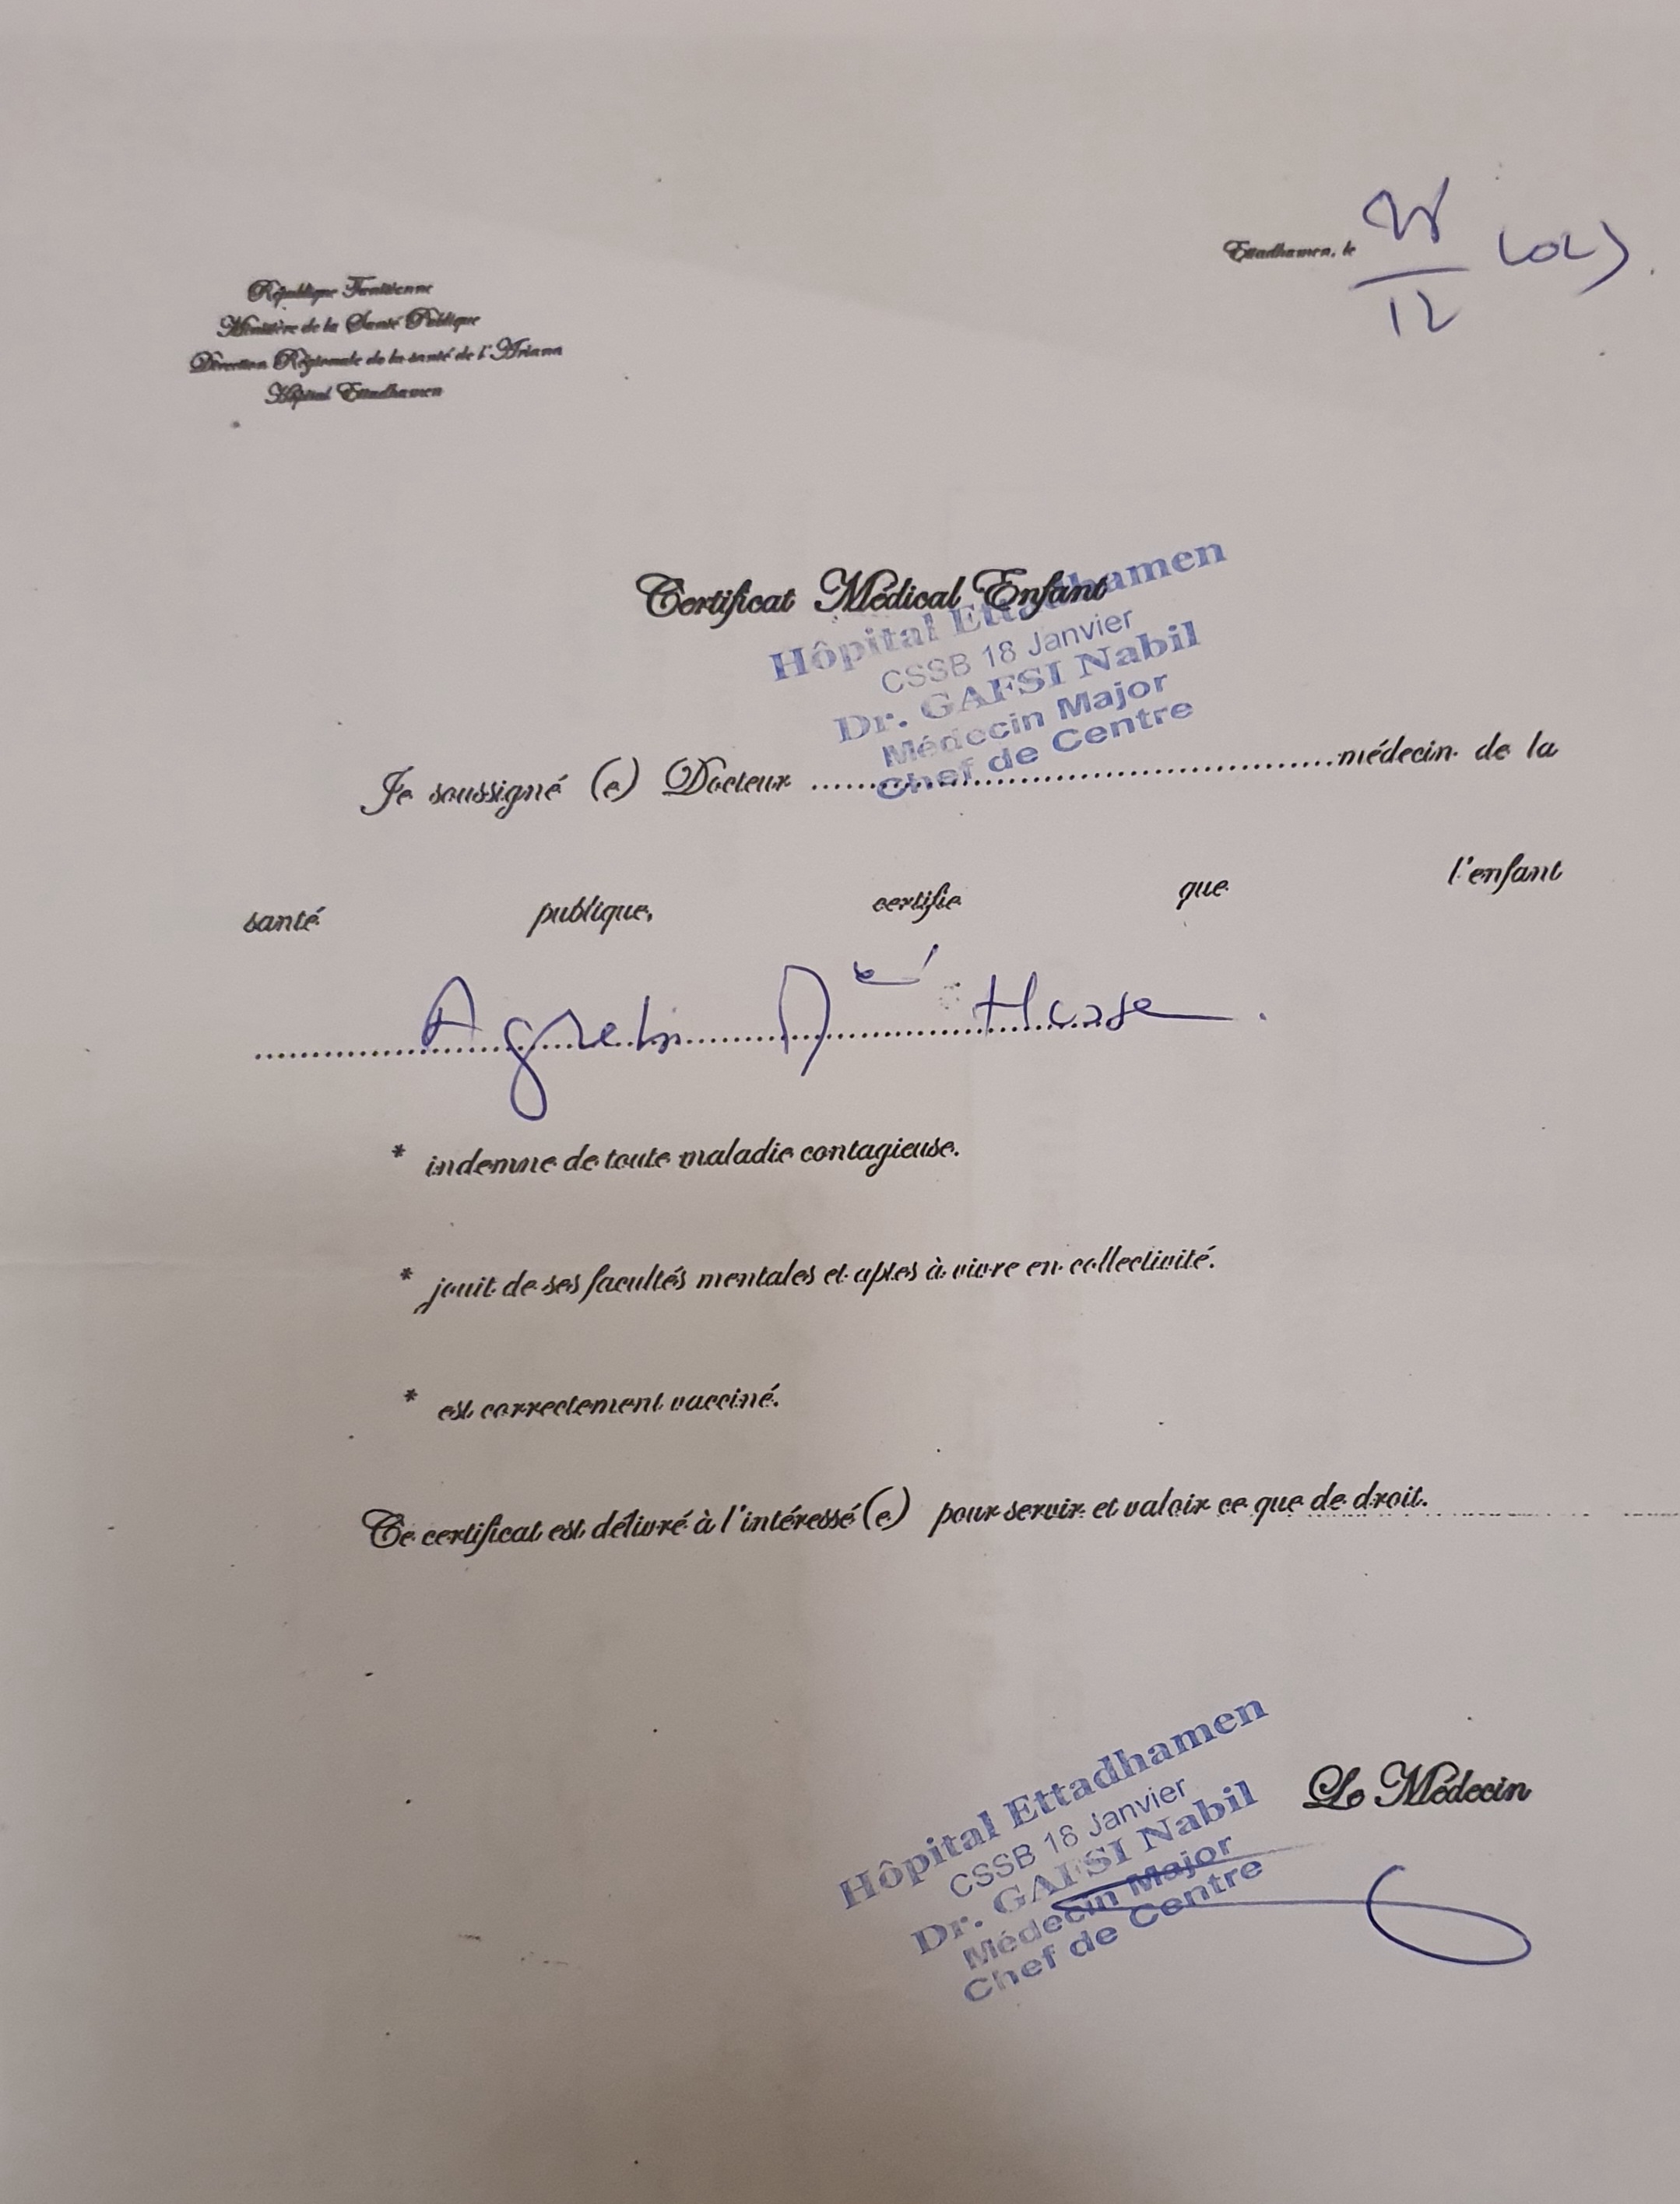 Ettadhamen, le
12
République Tunisienne
Ministère de la Santé Publique
Direction Régionale de la santé de l'Ariana
Hôpital Ettadhamen
Certificat Médical Enfant
Hôpital Ettadhamen
CSSB 18 Janvier
Dr. GAFSI Nabil
Médecin Major
Chef de Centre
Je soussigné (e) Docteur ........................................ médecin de la
santé publique, certifie que l'enfant
* indemne de toute maladie contagieuse.
* jouit de ses facultés mentales et aptes à vivre en collectivité.
* est correctement vacciné.
Ce certificat est délivré à l'intéressé (e) pour servir et valoir ce que de droit.
Le Médecin
Hôpital Ettadhamen
CSSB 18 Janvier
Dr. GAFSI Nabil
Médecin Major
Chef de Centre